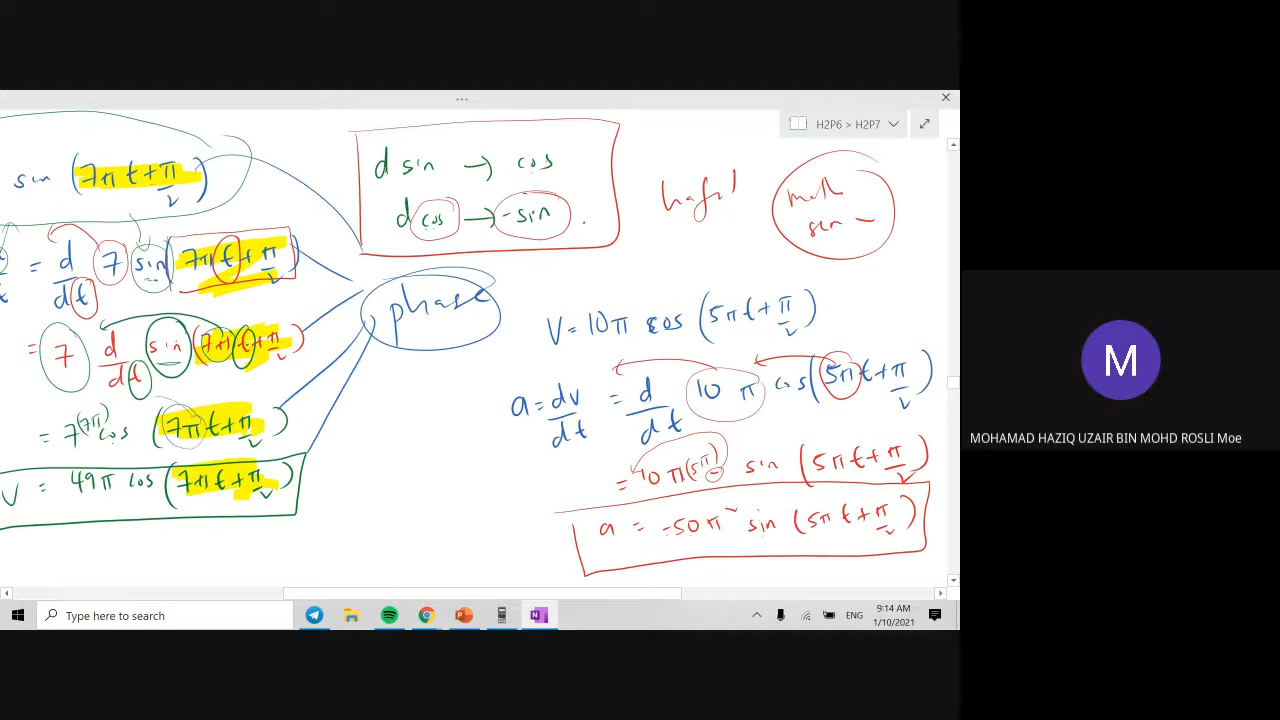 H2P6 > H2P7
sin (7πt+π/2)
d sin → cos
d cos → -sin .
hafal
math
= d/dt 7 sin (7πt+π/2)
phase
= 7 d/dt sin (7πt+π/2)
= 7(7π) cos (7πt+π/2)
V = 49π cos (7πt+π/2)
V = 10π cos (5πt+π/2)
a = dv/dt = d/dt 10 π cos (5πt+π/2)
= 10 π(5π) - sin (5πt+π/2)
a = -50π² sin (5πt+π/2)
M
MOHAMAD HAZIQ UZAIR BIN MOHD ROSLI Moe
Type here to search
ENG
9:14 AM
1/10/2021